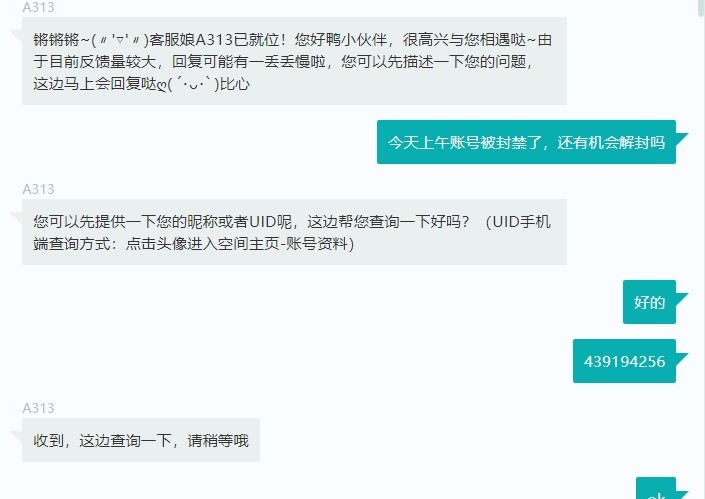 A313
锵锵锵~(〃'▽'〃)客服娘A313已就位！您好鸭小伙伴，很高兴与您相遇哒~由
于目前反馈量较大，回复可能有一丢丢慢啦，您可以先描述一下您的问题，
这边马上会回复哒ღ( ´･ᴗ･` )比心
今天上午账号被封禁了，还有机会解封吗
A313
您可以先提供一下您的昵称或者UID呢，这边帮您查询一下好吗？（UID手机
端查询方式：点击头像进入空间主页-账号资料）
好的
439194256
A313
收到，这边查询一下，请稍等哦
ok